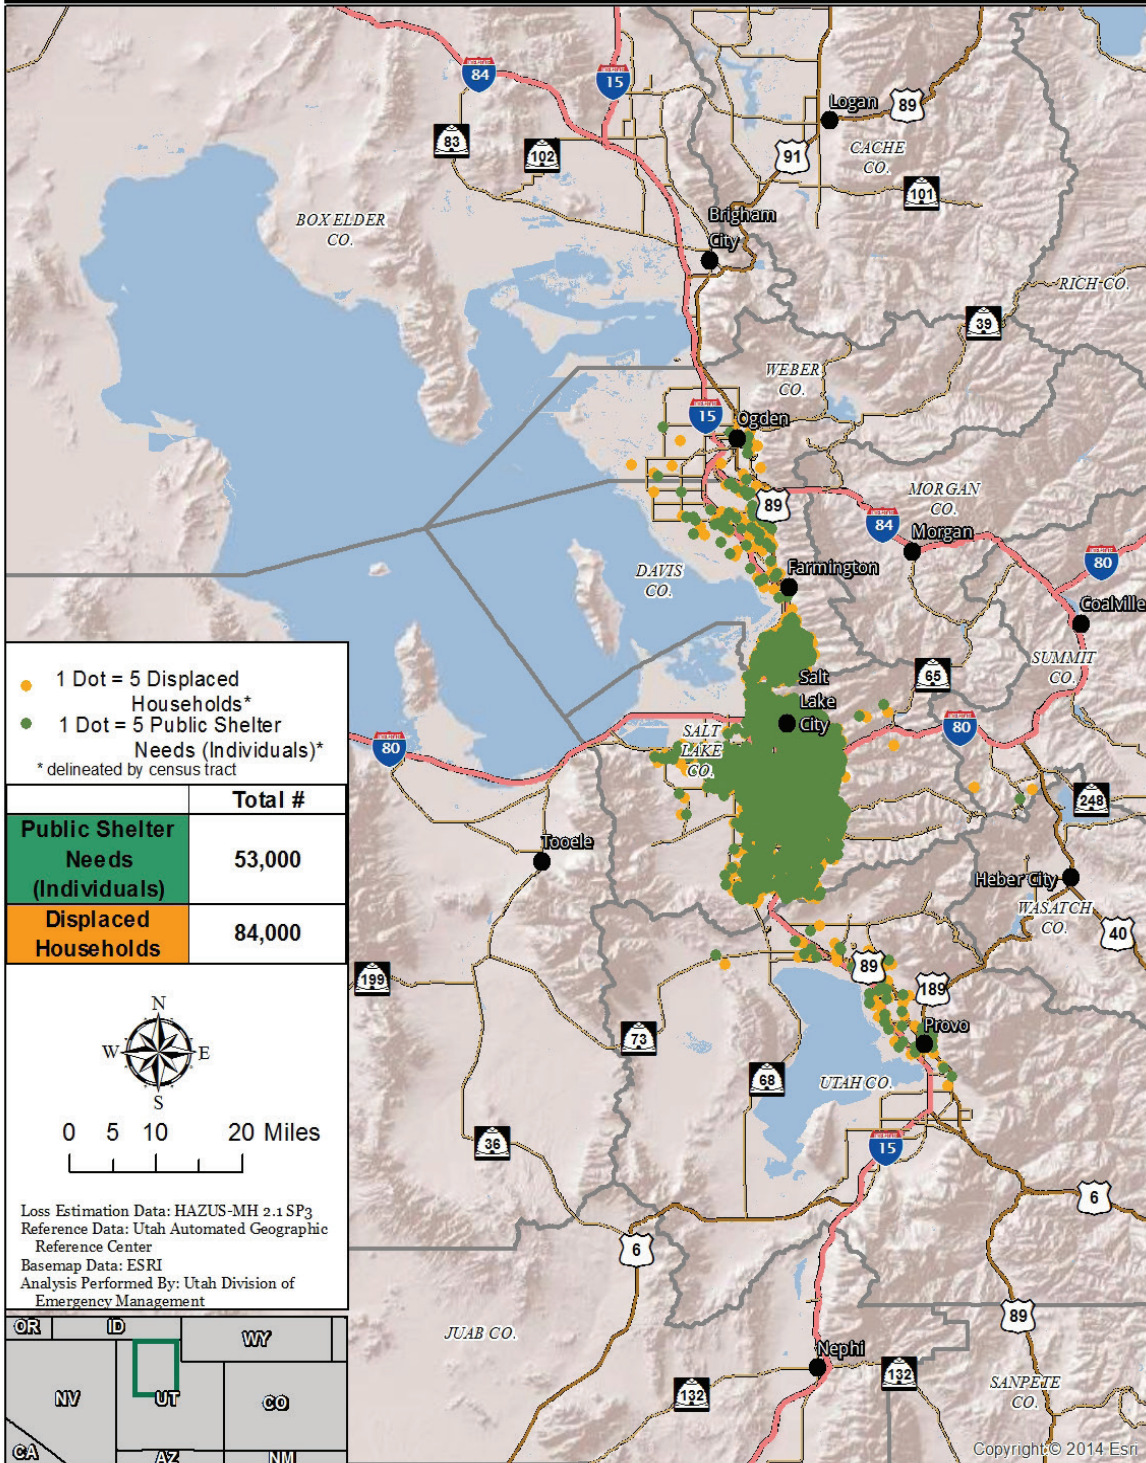 84
15
Logan
89
83
102
91
CACHE
CO.
101
BOX ELDER
CO.
Brigham
City
RICH CO.
39
WEBER
CO.
15
Ogden
89
MORGAN
CO.
84
Morgan
80
DAVIS
CO.
Farmington
Coalville
SUMMIT
CO.
65
Salt
Lake
City
80
SALT
LAKE
CO.
80
248
Tooele
Heber City
WASATCH
CO.
40
199
89
189
73
Provo
68
UTAH CO.
36
15
6
6
89
JUAB CO.
Nephi
132
132
SANPETE
CO.
1 Dot = 5 Displaced
Households*
1 Dot = 5 Public Shelter
Needs (Individuals)*
* delineated by census tract
Total #
Public Shelter
Needs
(Individuals)
53,000
Displaced
Households
84,000
N
W E
S
0 5 10 20 Miles
Loss Estimation Data: HAZUS-MH 2.1 SP3
Reference Data: Utah Automated Geographic
Reference Center
Basemap Data: ESRI
Analysis Performed By: Utah Division of
Emergency Management
OR ID WY
NV UT CO
CA AZ NM
Copyright © 2014 Esri